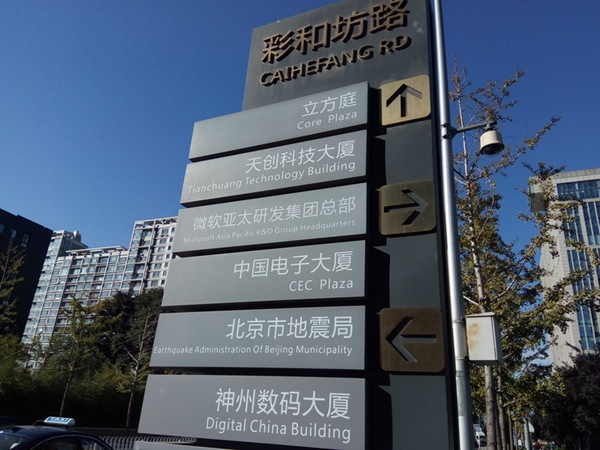 彩和坊路
CAIHEFANG RD
立方庭
Core Plaza
天创科技大厦
Tianchuang Technology Building
微软亚太研发集团总部
Microsoft Asia Pacific R&D Group Headquarters
中国电子大厦
CEC Plaza
北京市地震局
Earthquake Administration Of Beijing Municipality
神州数码大厦
Digital China Building